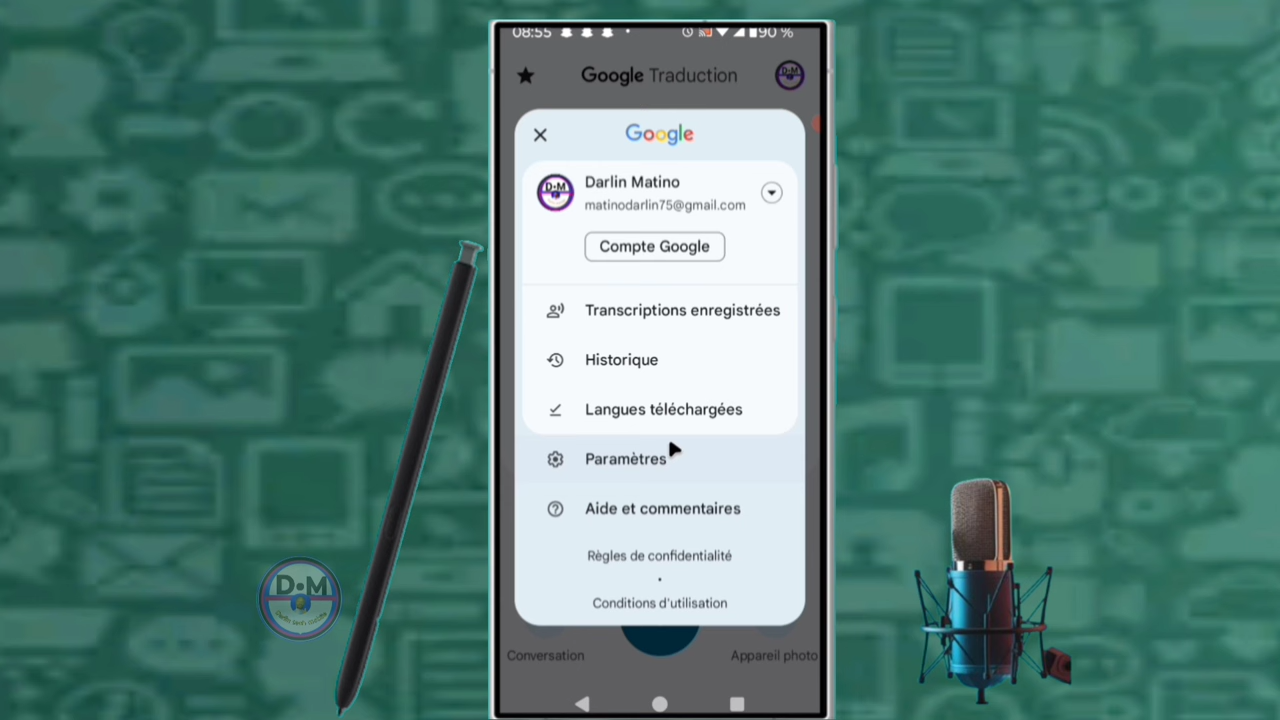 08:55
90 %
Google Traduction
Google
D•M
Darlin Matino
matinodarlin75@gmail.com
Compte Google
Transcriptions enregistrées
Historique
Langues téléchargées
Paramètres
Aide et commentaires
Règles de confidentialité
•
Conditions d'utilisation
Conversation
Appareil photo
D•M